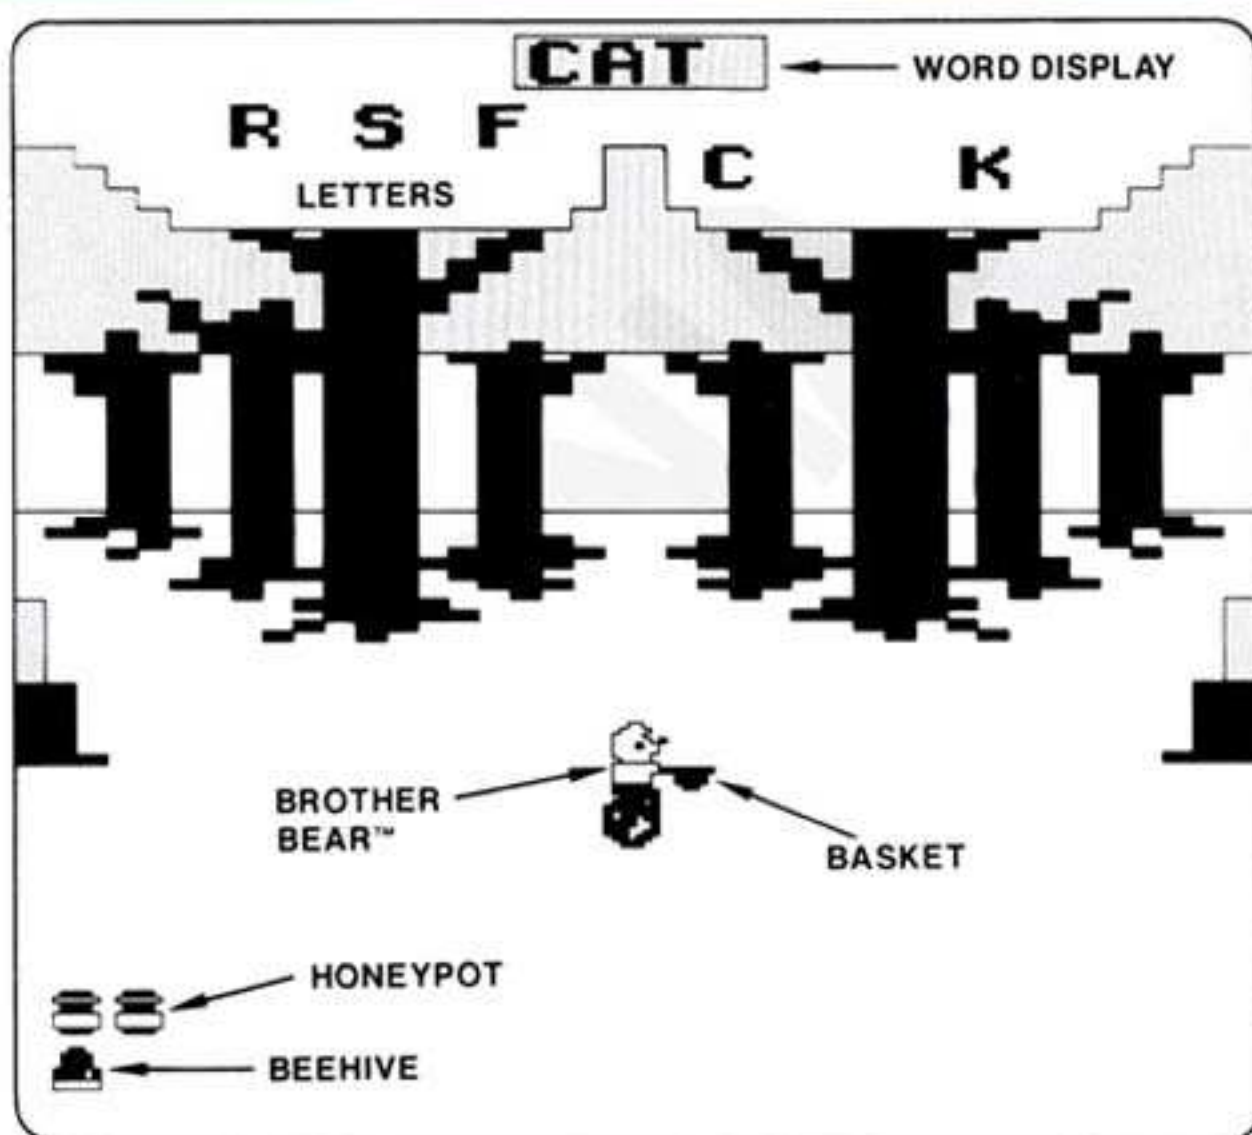 CAT
WORD DISPLAY
R S F
C K
LETTERS
BROTHER
BEAR™
BASKET
HONEYPOT
BEEHIVE